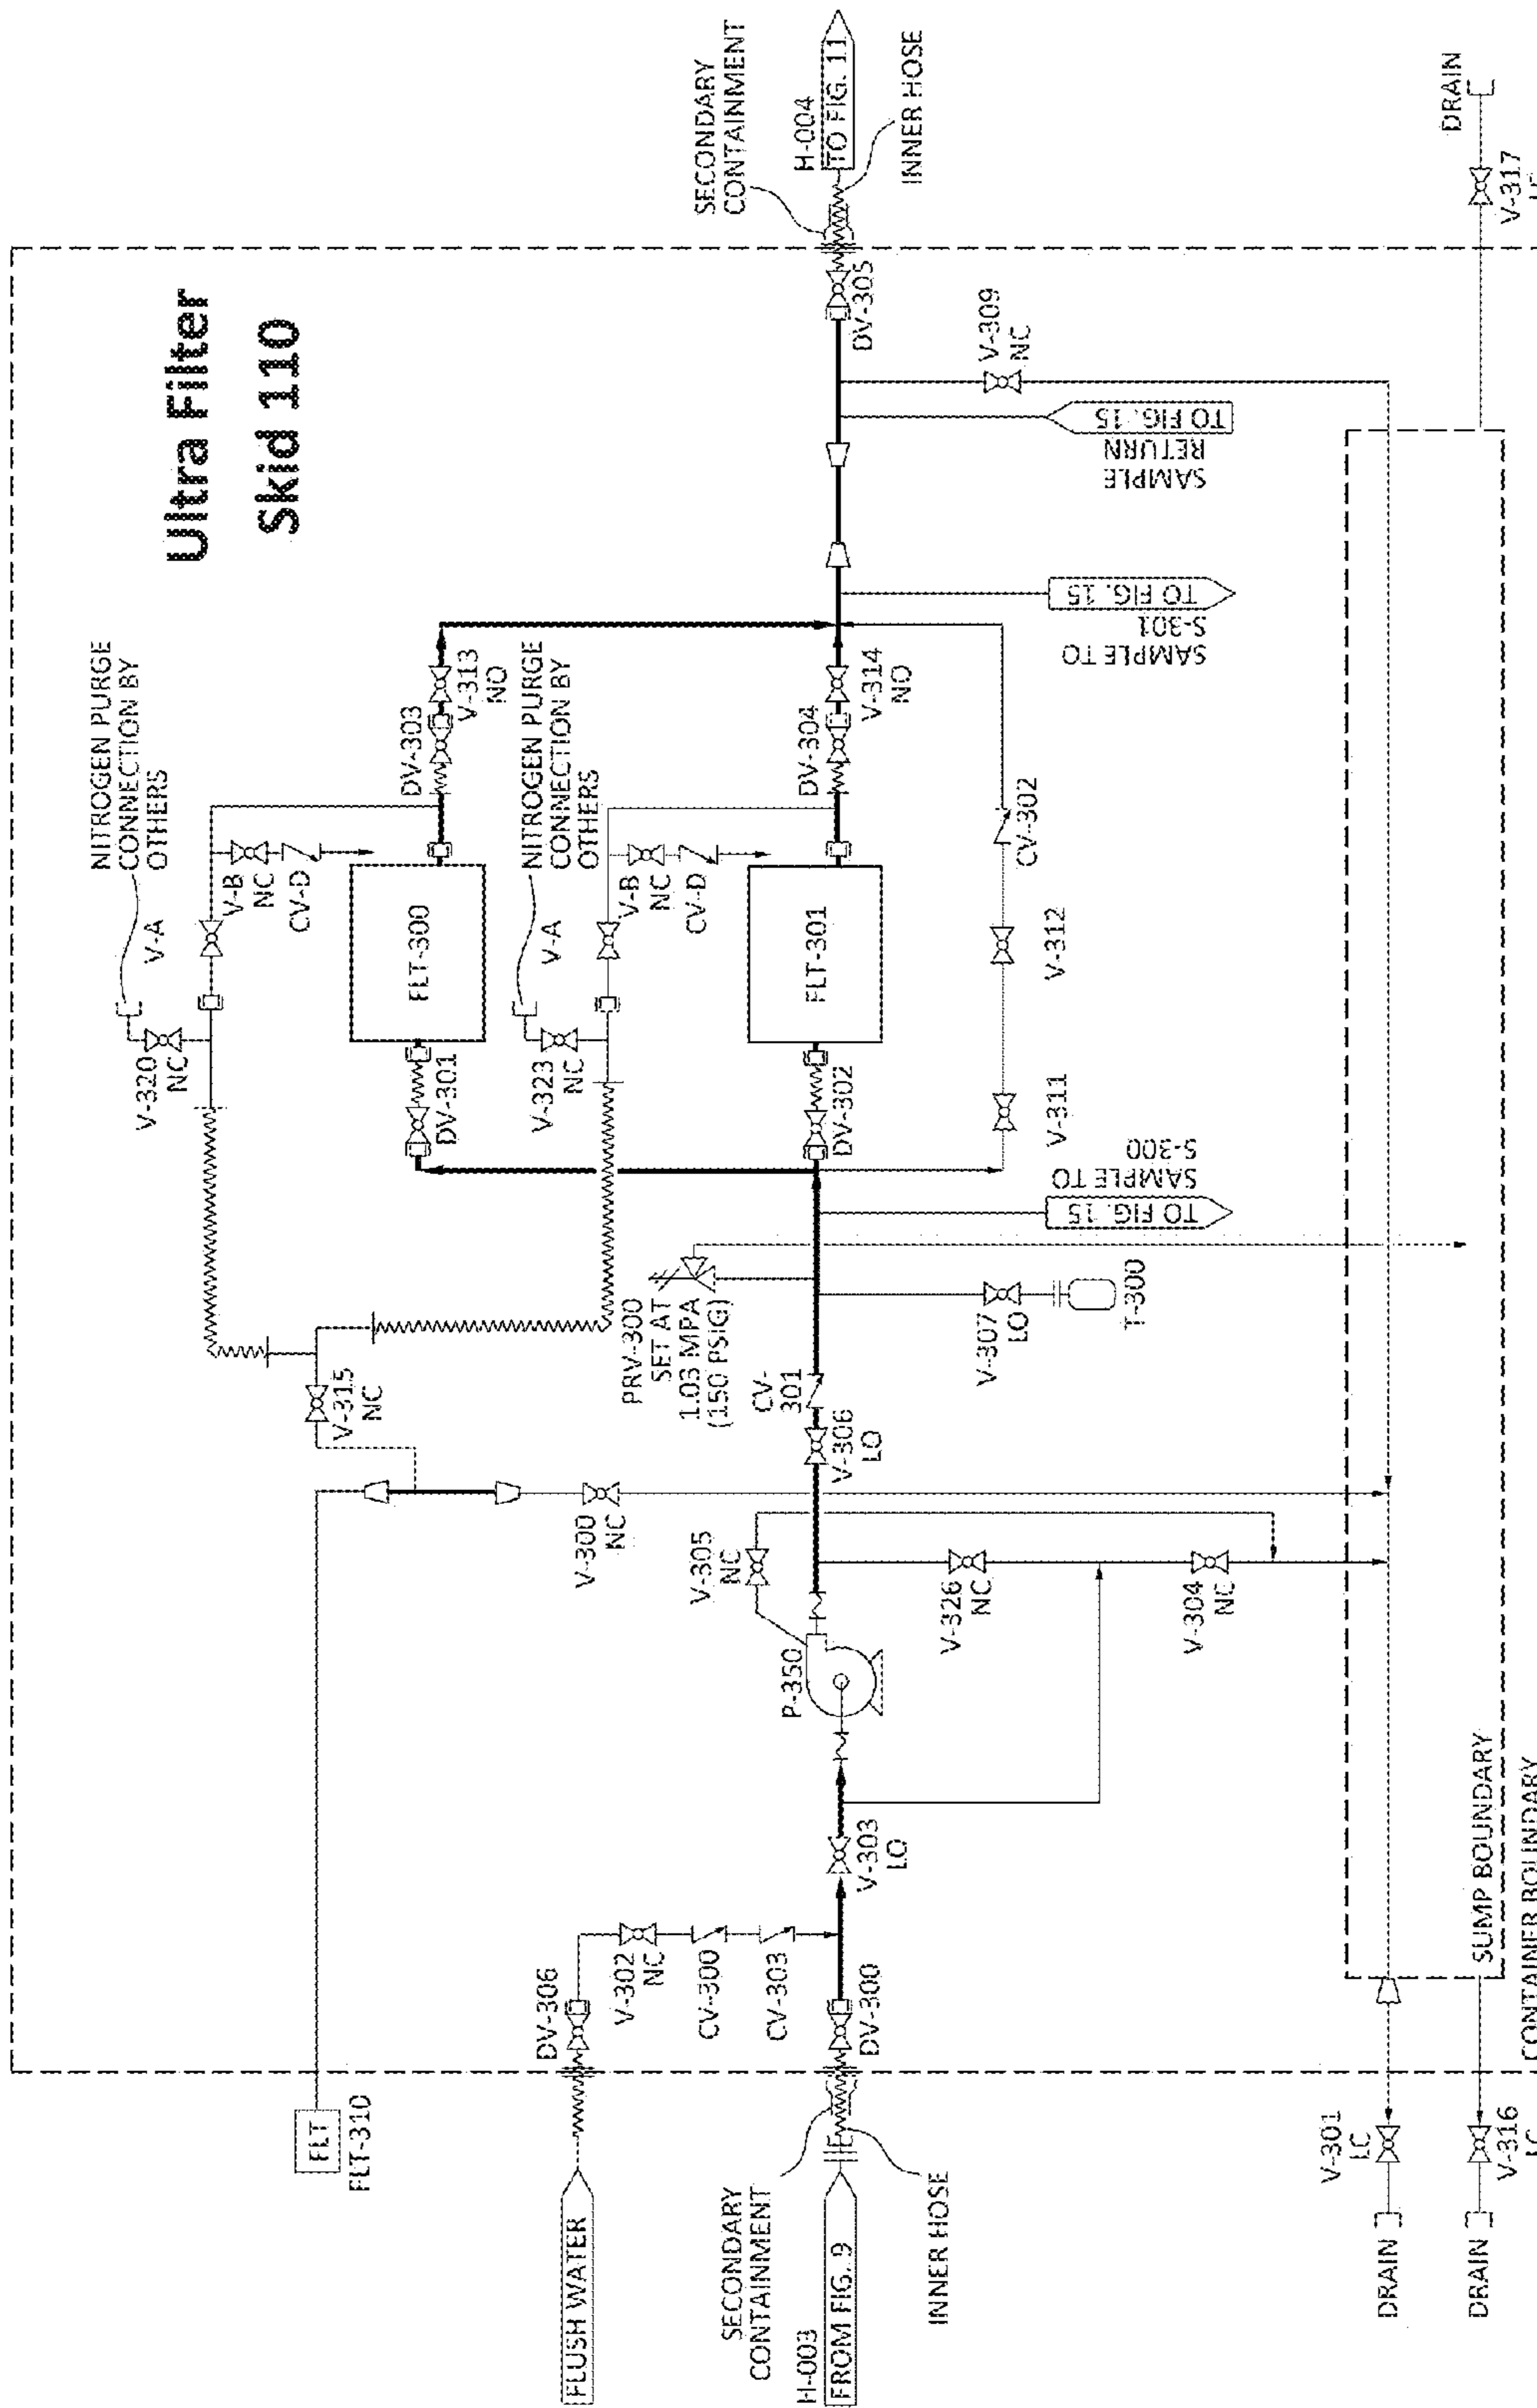 Ultra Filter
Skid 110
NITROGEN PURGE
CONNECTION BY
OTHERS
V-A
V-320
NC
V-B
NC
CV-D
FLT-300
DV-301
DV-303
V-313
NO
NITROGEN PURGE
CONNECTION BY
OTHERS
V-A
V-323
NC
V-B
NC
CV-D
FLT-301
DV-302
DV-304
V-314
NO
V-311
V-312
CV-302
FLT
FLT-310
V-315
NC
V-300
NC
FLUSH WATER
DV-306
V-302
NC
CV-300
CV-303
SECONDARY
CONTAINMENT
H-003
FROM FIG. 9
INNER HOSE
DV-300
V-303
LO
P-350
V-305
NC
V-326
NC
V-304
NC
V-306
LO
CV-
301
PRV-300
SET AT
1.03 MPA
(150 PSIG)
V-307
LO
T-300
TO FIG. 15
SAMPLE TO
S-300
TO FIG. 15
SAMPLE TO
S-301
TO FIG. 15
SAMPLE
RETURN
V-309
NC
DV-305
SECONDARY
CONTAINMENT
H-004
TO FIG. 11
INNER HOSE
DRAIN
V-317
V-301
LC
DRAIN
V-316
LC
DRAIN
SUMP BOUNDARY
CONTAINER BOUNDARY